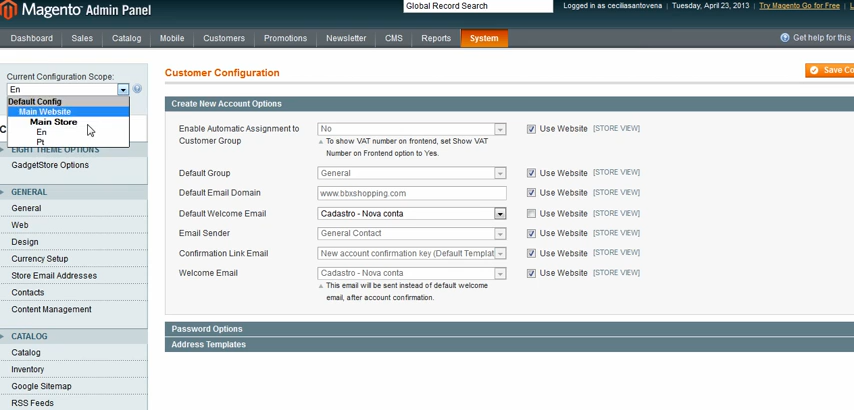 Magento Admin Panel
Global Record Search
Logged in as ceciliasantovena | Tuesday, April 23, 2013 | Try Magento Go for Free |
Dashboard Sales Catalog Mobile Customers Promotions Newsletter CMS Reports System
Get help for this
Current Configuration Scope:
En
Default Config
Main Website
Main Store
En
Pt
C
EIGHT THEME OPTIONS
GadgetStore Options
GENERAL
General
Web
Design
Currency Setup
Store Email Addresses
Contacts
Content Management
CATALOG
Catalog
Inventory
Google Sitemap
RSS Feeds
Customer Configuration
Save Co
Create New Account Options
Enable Automatic Assignment to
Customer Group
No
Use Website [STORE VIEW]
To show VAT number on frontend, set Show VAT
Number on Frontend option to Yes.
Default Group General Use Website [STORE VIEW]
Default Email Domain www.bbxshopping.com Use Website [STORE VIEW]
Default Welcome Email Cadastro - Nova conta Use Website [STORE VIEW]
Email Sender General Contact Use Website [STORE VIEW]
Confirmation Link Email New account confirmation key (Default Templat Use Website [STORE VIEW]
Welcome Email Cadastro - Nova conta Use Website [STORE VIEW]
This email will be sent instead of default welcome
email, after account confirmation.
Password Options
Address Templates